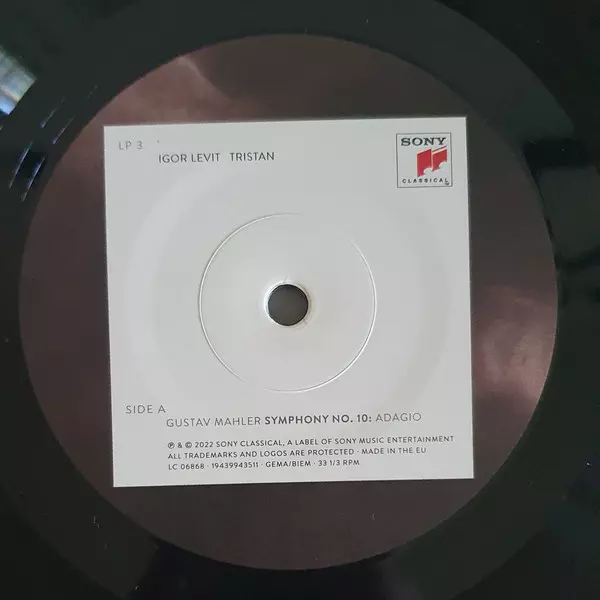 LP 3
IGOR LEVIT TRISTAN
SONY
CLASSICAL
SIDE A
GUSTAV MAHLER SYMPHONY NO. 10: ADAGIO
℗ & © 2022 SONY CLASSICAL, A LABEL OF SONY MUSIC ENTERTAINMENT
ALL TRADEMARKS AND LOGOS ARE PROTECTED · MADE IN THE EU
LC 06868 · 19439943511 · GEMA/BIEM · 33 1/3 RPM